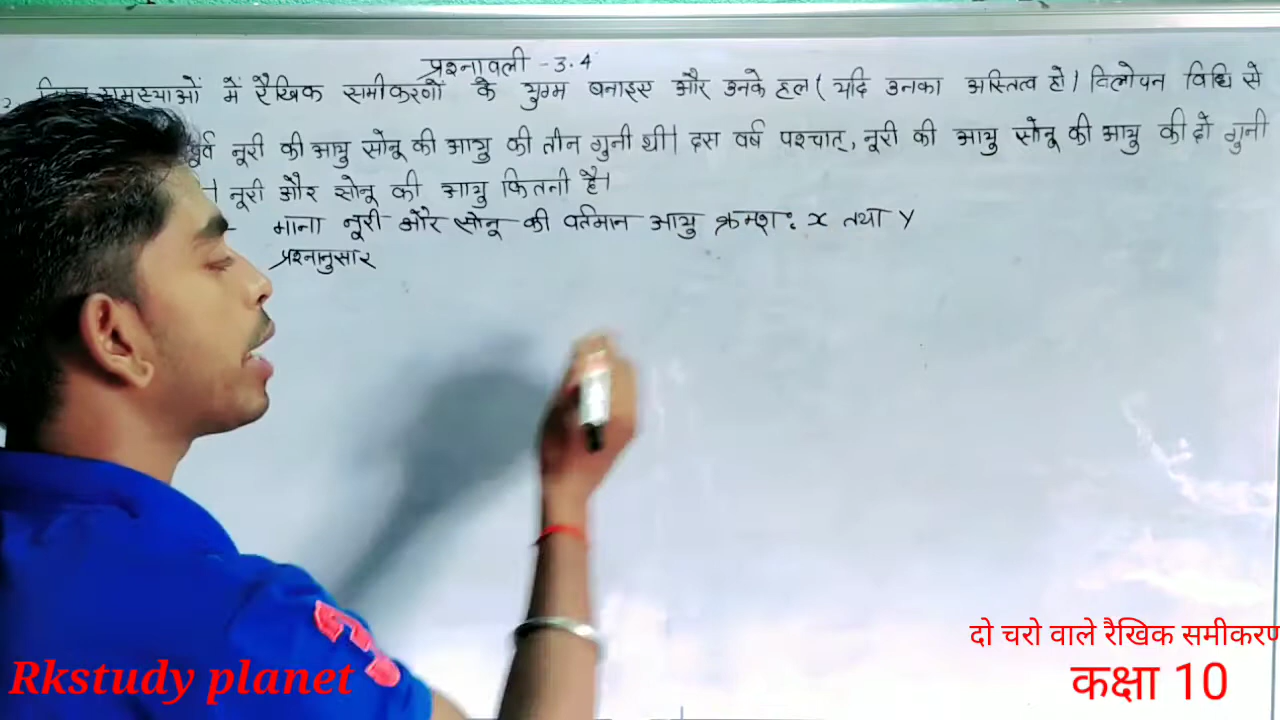 प्रश्नावली - 3.4
समस्याओं में रैखिक समीकरणों के युग्म बनाइए और उनके हल ( यदि उनका अस्तित्व हो ) विलोपन विधि से
नूरी की आयु सोनू की आयु की तीन गुनी थी। दस वर्ष पश्चात्, नूरी की आयु सोनू की आयु की दो गुनी
। नूरी और सोनू की आयु कितनी है।
माना नूरी और सोनू की वर्तमान आयु क्रमश: x तथा y
प्रश्नानुसार
दो चरो वाले रैखिक समीकरण
Rkstudy planet
कक्षा 10